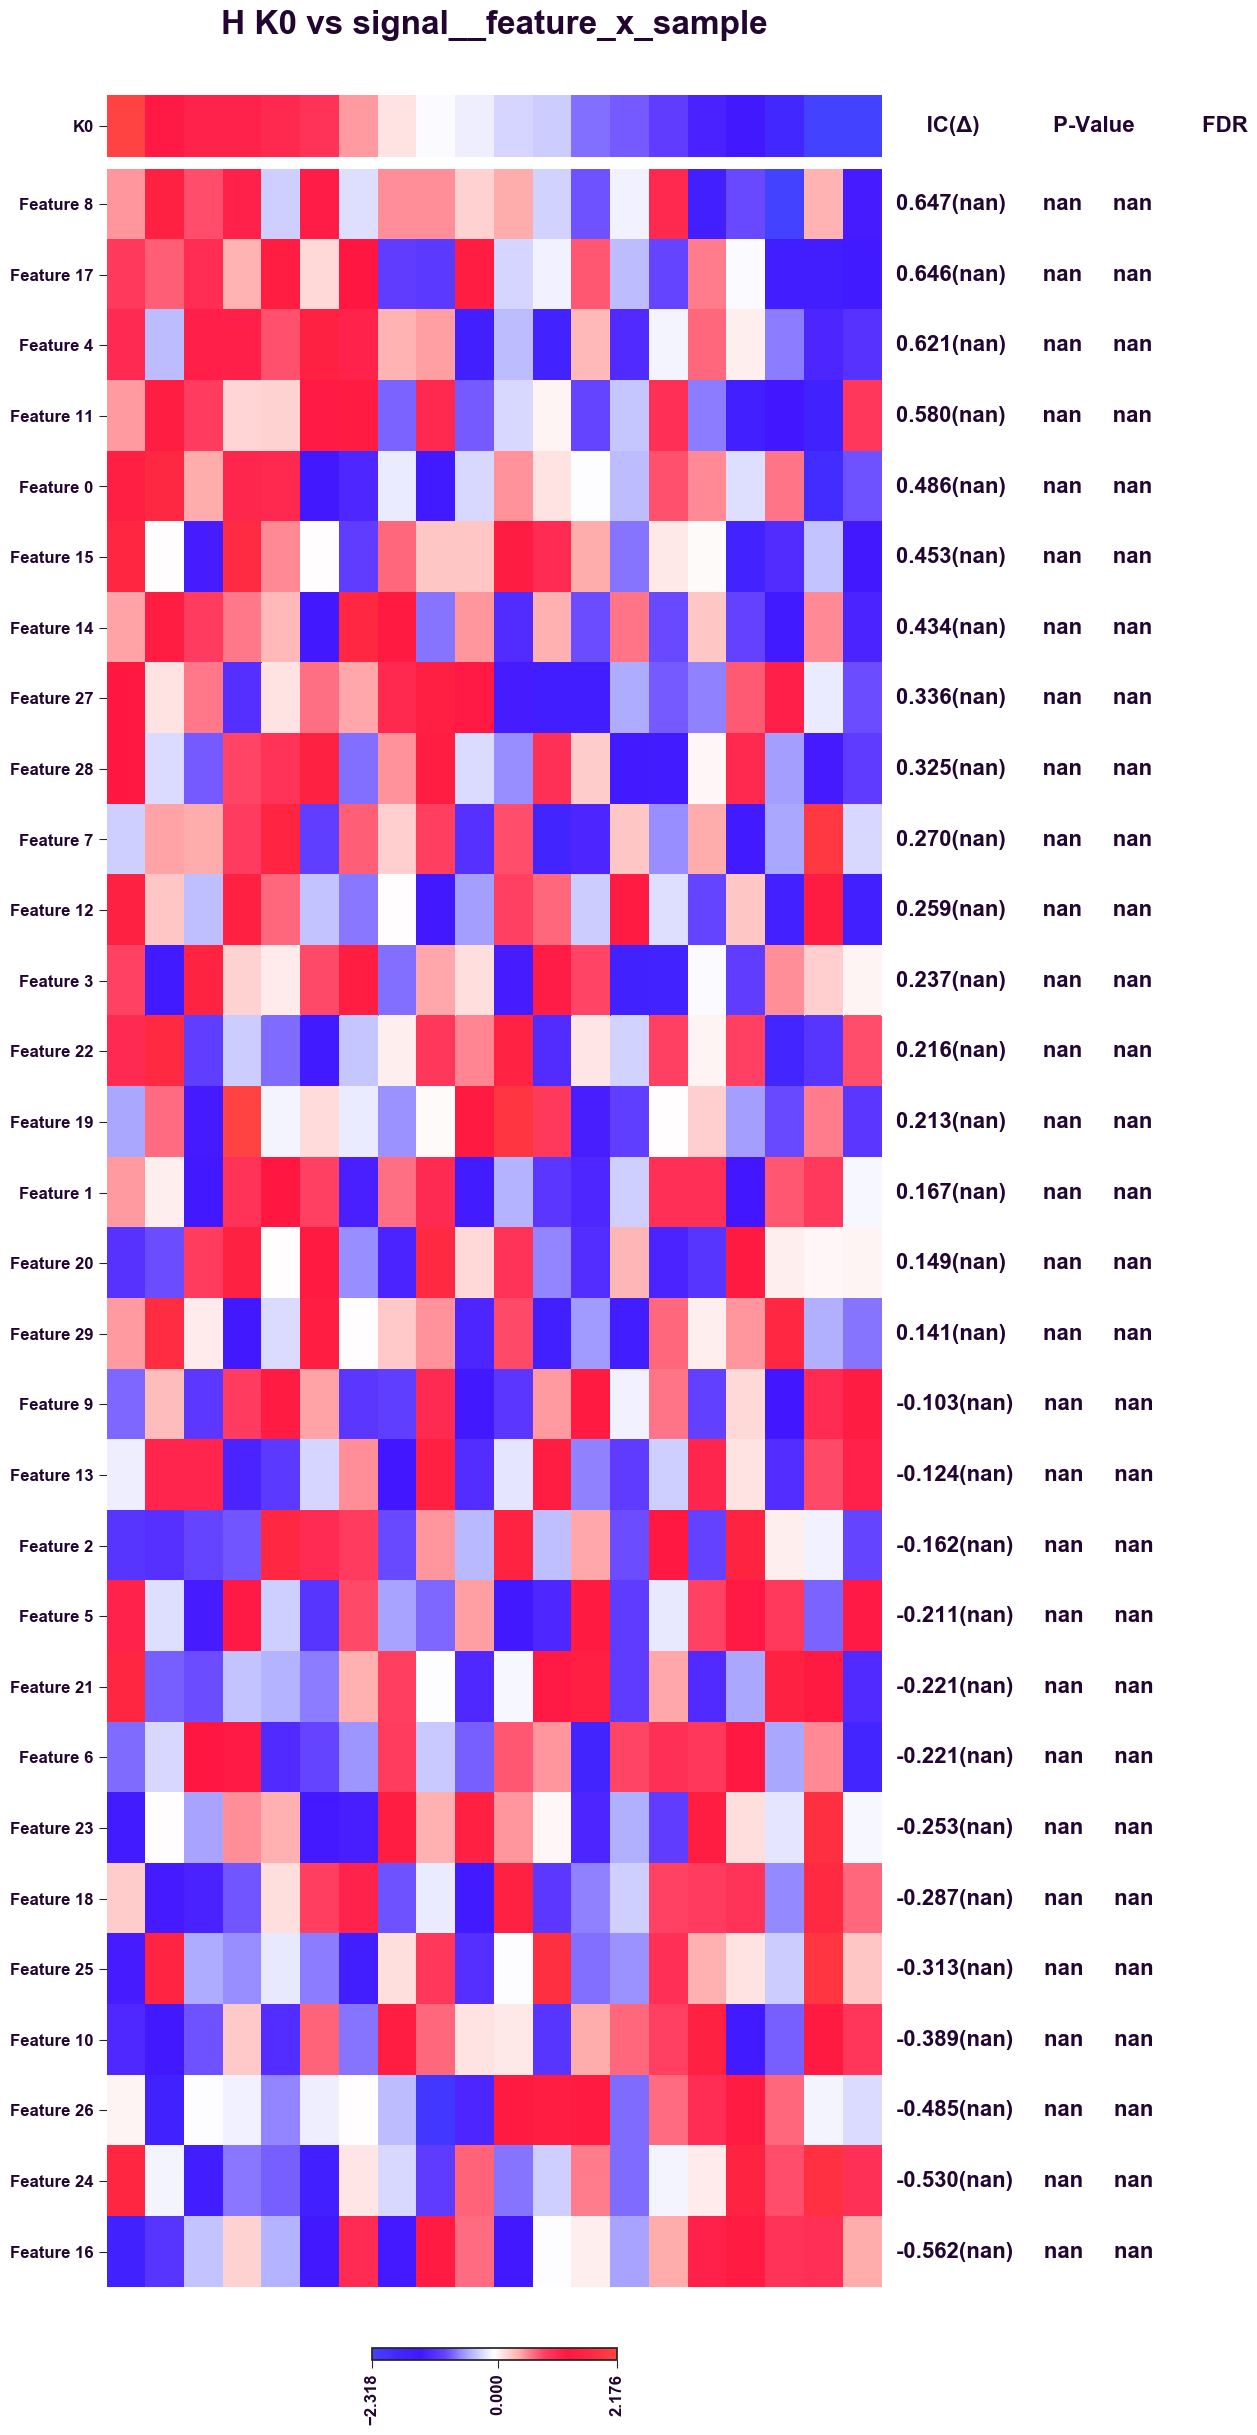 H K0 vs signal__feature_x_sample
K0 IC(Δ) P-Value FDR
Feature 8 0.647(nan) nan nan
Feature 17 0.646(nan) nan nan
Feature 4 0.621(nan) nan nan
Feature 11 0.580(nan) nan nan
Feature 0 0.486(nan) nan nan
Feature 15 0.453(nan) nan nan
Feature 14 0.434(nan) nan nan
Feature 27 0.336(nan) nan nan
Feature 28 0.325(nan) nan nan
Feature 7 0.270(nan) nan nan
Feature 12 0.259(nan) nan nan
Feature 3 0.237(nan) nan nan
Feature 22 0.216(nan) nan nan
Feature 19 0.213(nan) nan nan
Feature 1 0.167(nan) nan nan
Feature 20 0.149(nan) nan nan
Feature 29 0.141(nan) nan nan
Feature 9 -0.103(nan) nan nan
Feature 13 -0.124(nan) nan nan
Feature 2 -0.162(nan) nan nan
Feature 5 -0.211(nan) nan nan
Feature 21 -0.221(nan) nan nan
Feature 6 -0.221(nan) nan nan
Feature 23 -0.253(nan) nan nan
Feature 18 -0.287(nan) nan nan
Feature 25 -0.313(nan) nan nan
Feature 10 -0.389(nan) nan nan
Feature 26 -0.485(nan) nan nan
Feature 24 -0.530(nan) nan nan
Feature 16 -0.562(nan) nan nan
−2.318 0.000 2.176